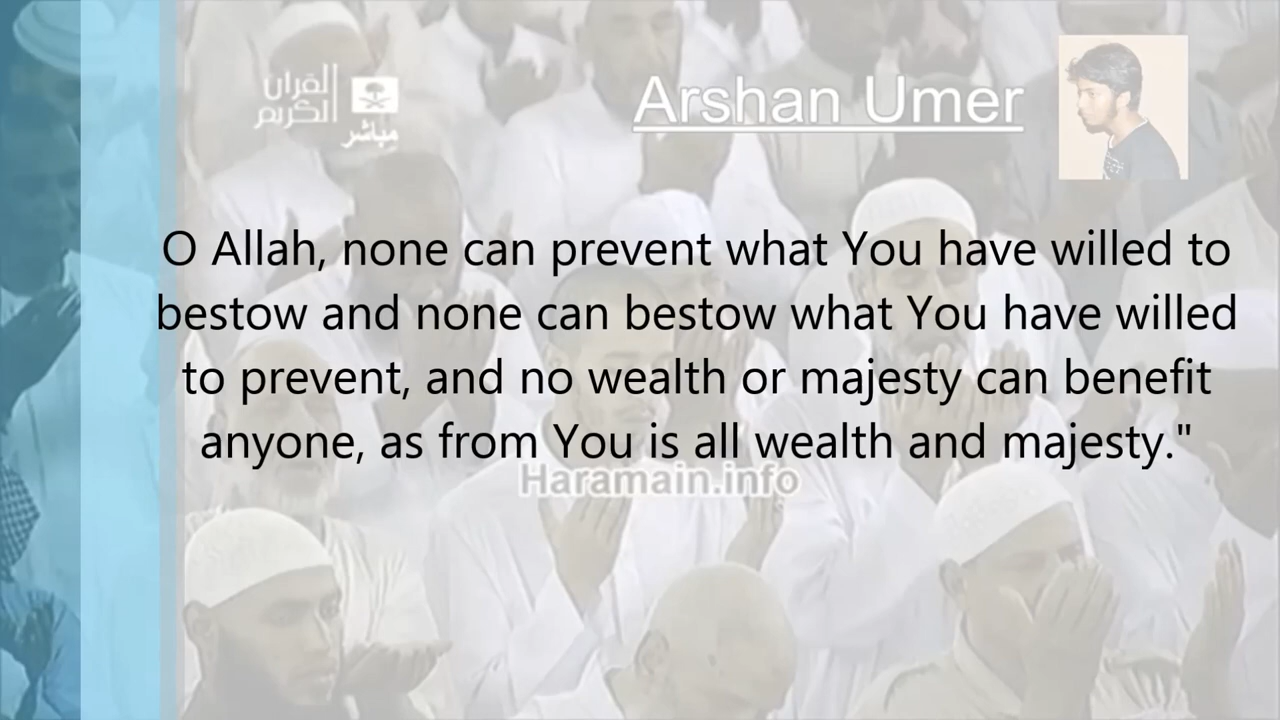 القرآن
الكريم
مباشر
Arshan Umer
O Allah, none can prevent what You have willed to
bestow and none can bestow what You have willed
to prevent, and no wealth or majesty can benefit
anyone, as from You is all wealth and majesty."
Haramain.info